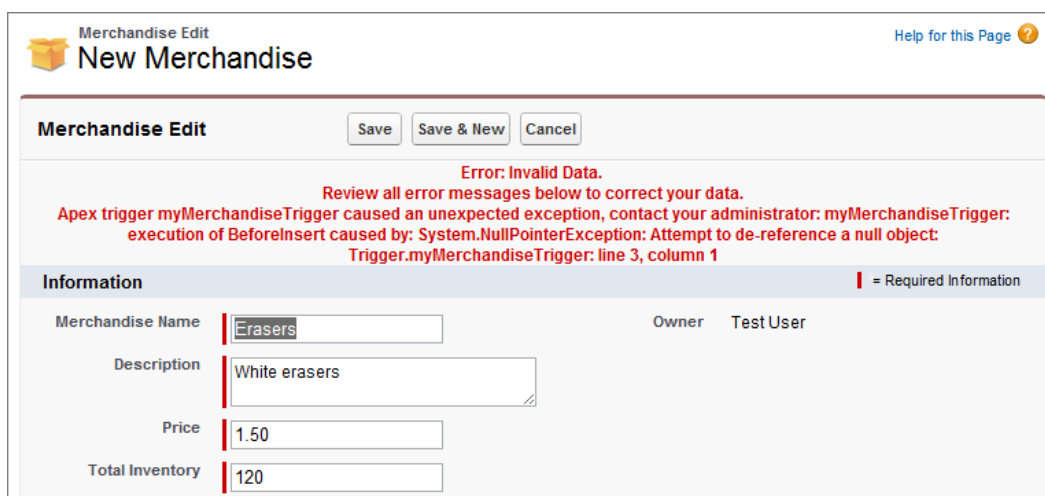 Merchandise Edit
New Merchandise
Help for this Page ?
Merchandise Edit
Save
Save & New
Cancel
Error: Invalid Data.
Review all error messages below to correct your data.
Apex trigger myMerchandiseTrigger caused an unexpected exception, contact your administrator: myMerchandiseTrigger:
execution of BeforeInsert caused by: System.NullPointerException: Attempt to de-reference a null object:
Trigger.myMerchandiseTrigger: line 3, column 1
Information
= Required Information
Merchandise Name
Erasers
Owner
Test User
Description
White erasers
Price
1.50
Total Inventory
120